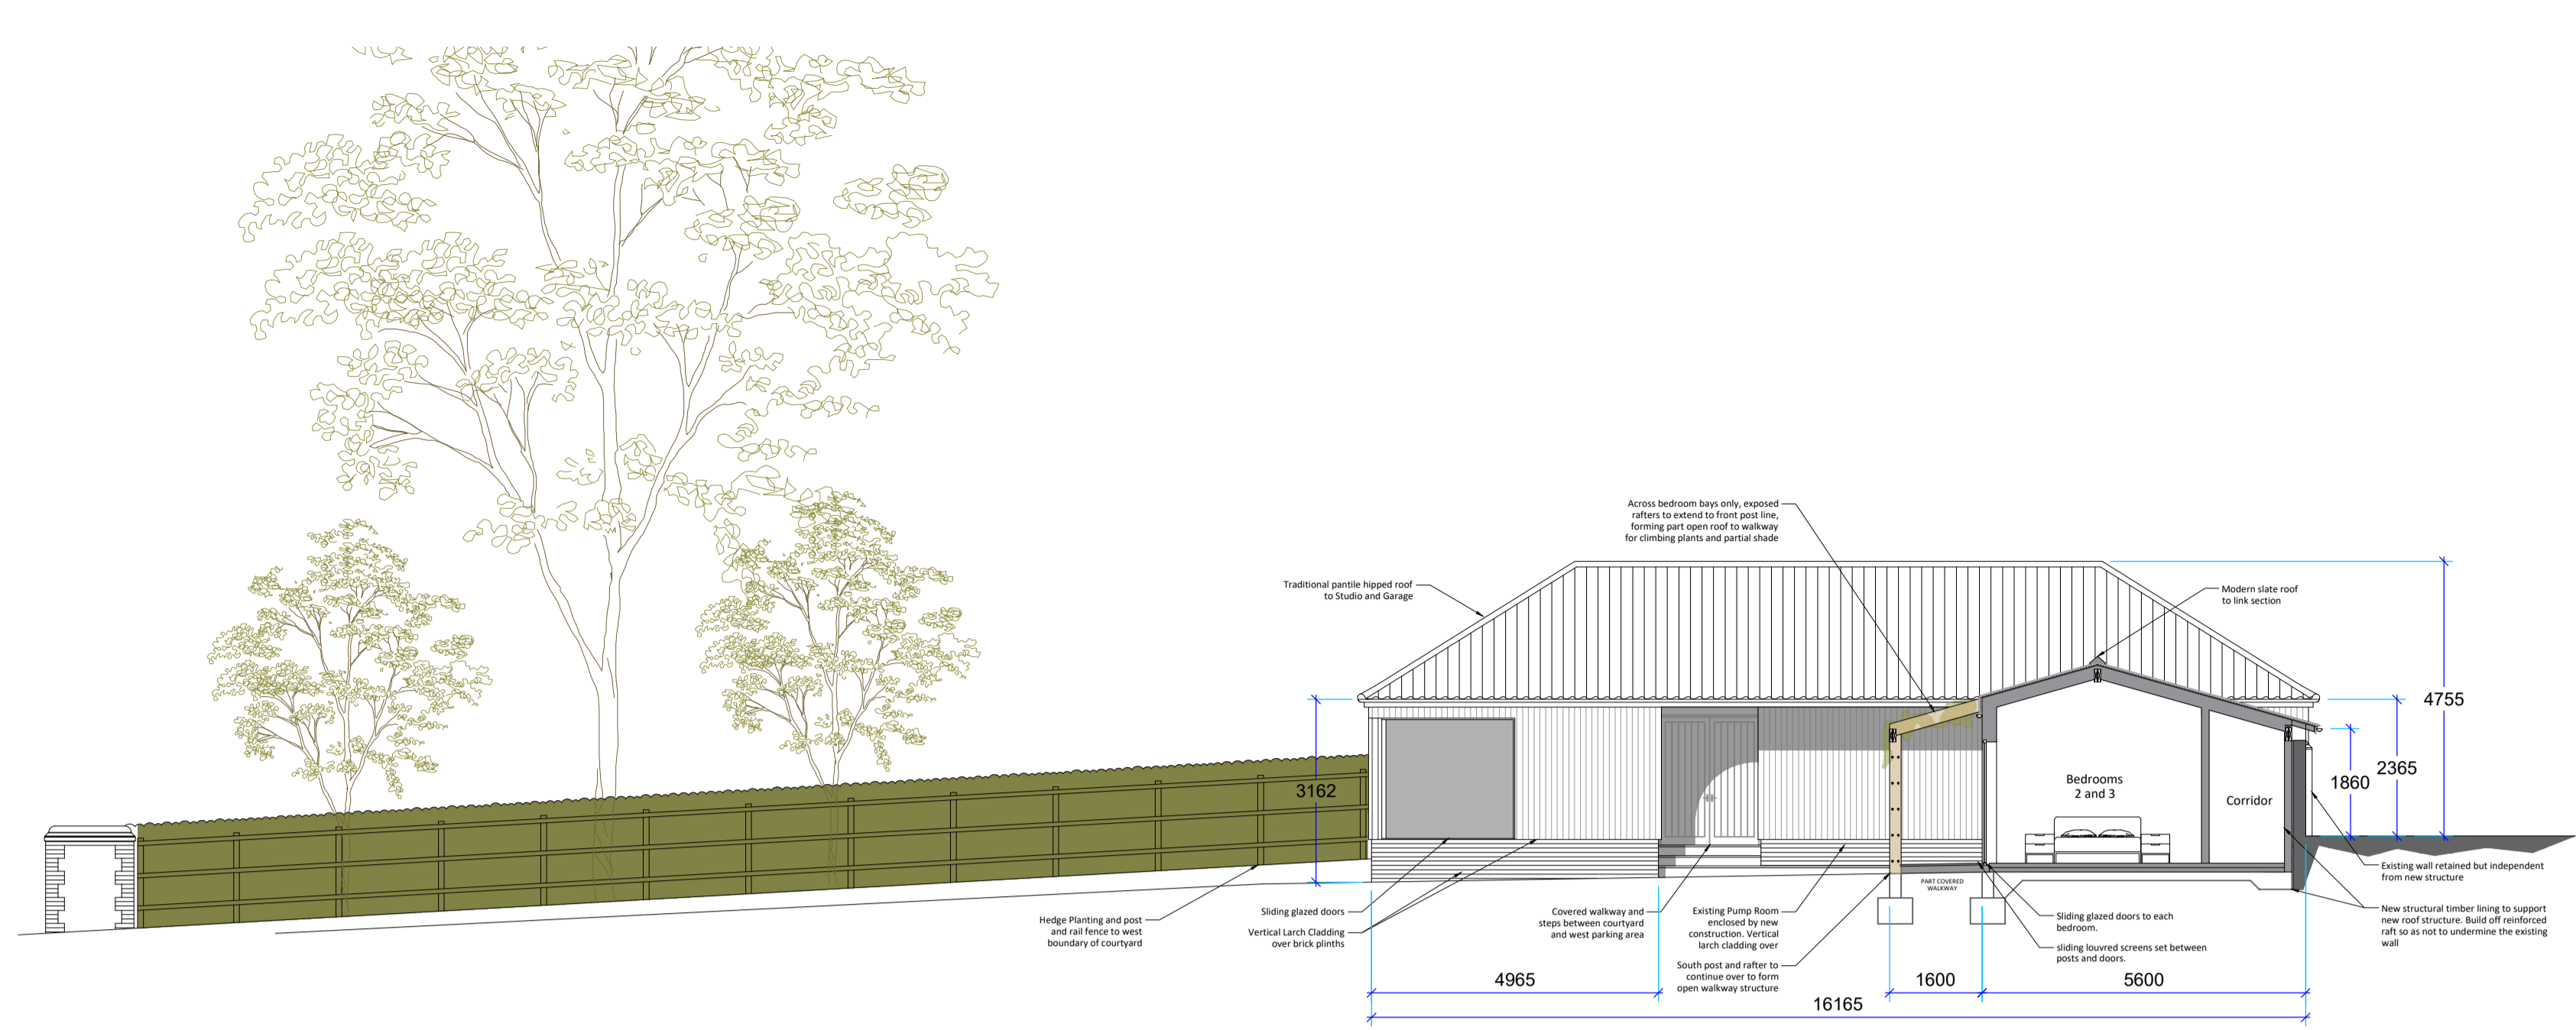 Across bedroom bays only, exposed
rafters to extend to front post line,
forming part open roof to walkway
for climbing plants and partial shade
Traditional pantile hipped roof
to Studio and Garage
Modern slate roof
to link section
4755
2365
1860
3162
Bedrooms
2 and 3
Corridor
Existing wall retained but independent
from new structure
PART COVERED
WALKWAY
Hedge Planting and post
and rail fence to west
boundary of courtyard
Sliding glazed doors
Vertical Larch Cladding
over brick plinths
Covered walkway and
steps between courtyard
and west parking area
Existing Pump Room
enclosed by new
construction. Vertical
larch cladding over
South post and rafter to
continue over to form
open walkway structure
Sliding glazed doors to each
bedroom.
sliding louvred screens set between
posts and doors.
New structural timber lining to support
new roof structure. Build off reinforced
raft so as not to undermine the existing
wall
4965
1600
5600
16165